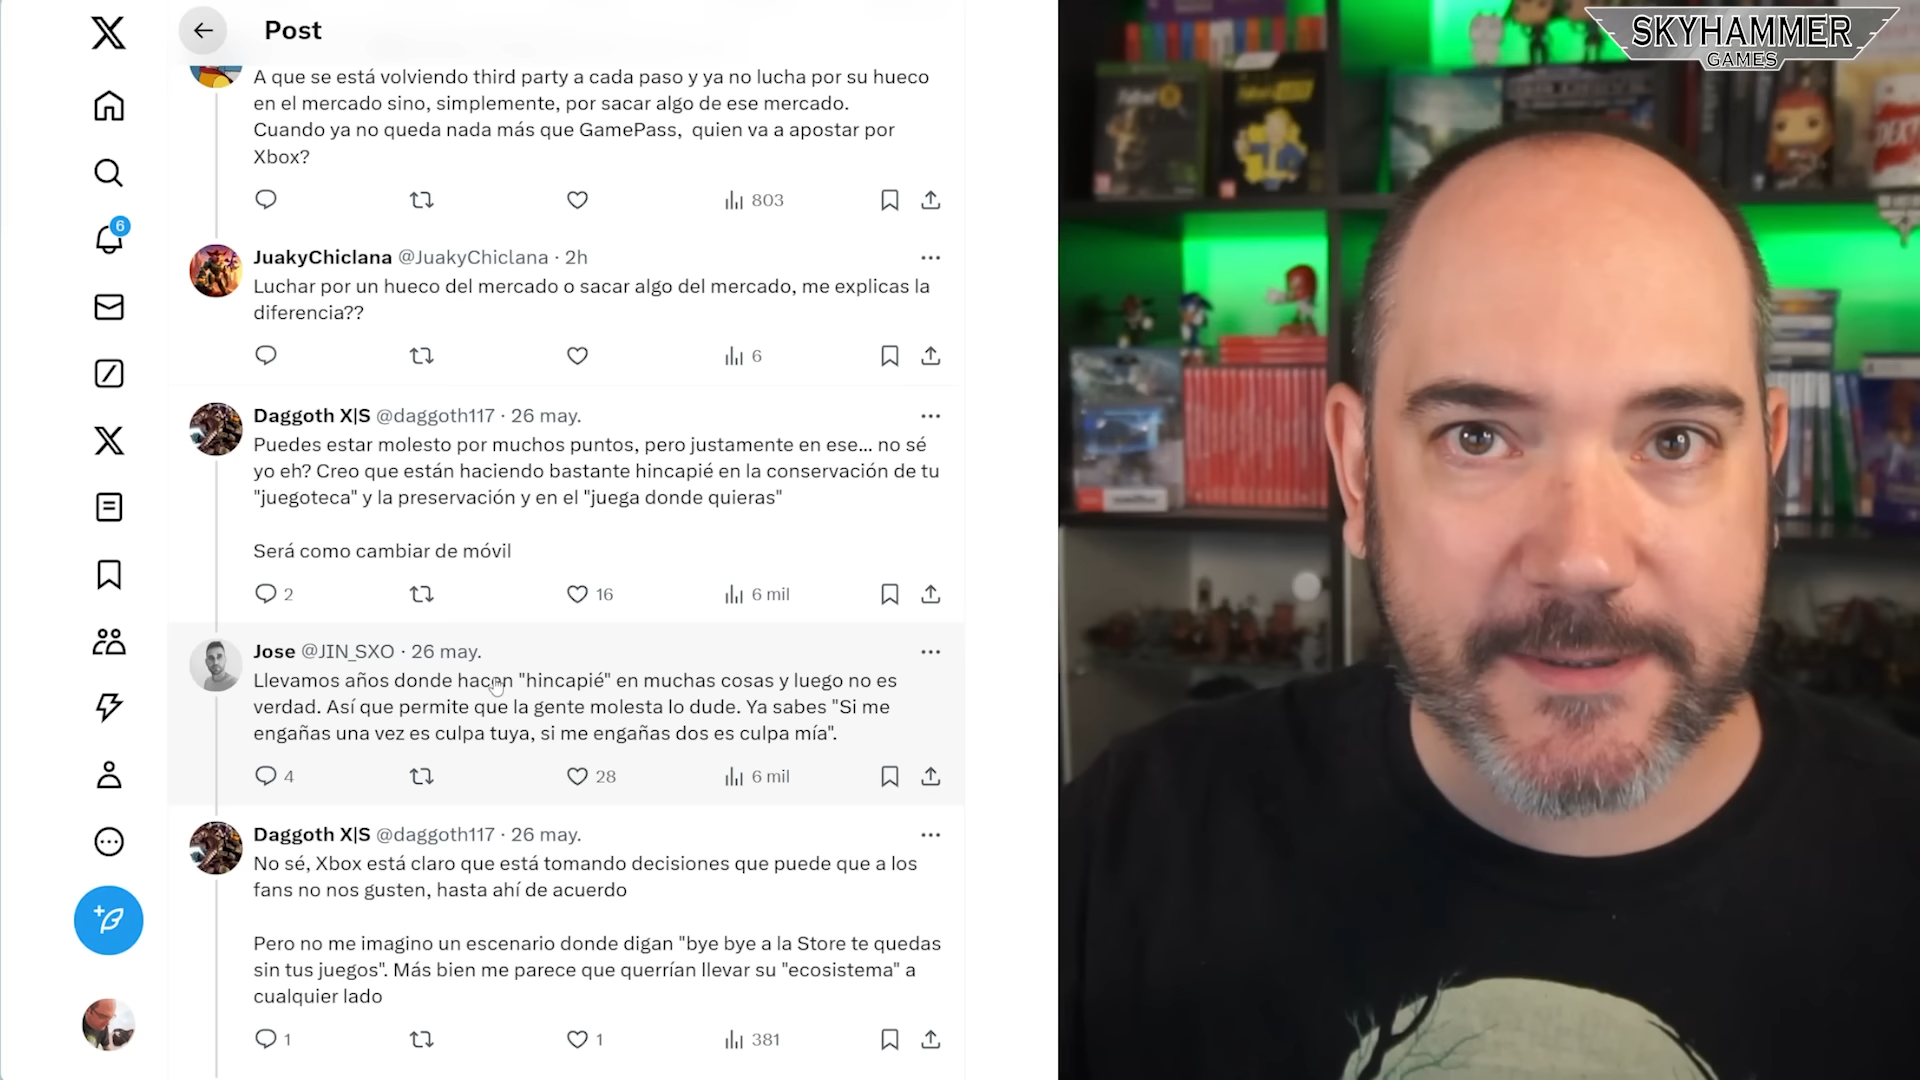 Post
A que se está volviendo third party a cada paso y ya no lucha por su hueco
en el mercado sino, simplemente, por sacar algo de ese mercado.
Cuando ya no queda nada más que GamePass,  quien va a apostar por
Xbox?
803
JuakyChiclana @JuakyChiclana · 2h
Luchar por un hueco del mercado o sacar algo del mercado, me explicas la
diferencia??
6
Daggoth X|S @daggoth117 · 26 may.
Puedes estar molesto por muchos puntos, pero justamente en ese... no sé
yo eh? Creo que están haciendo bastante hincapié en la conservación de tu
"juegoteca" y la preservación y en el "juega donde quieras"
Será como cambiar de móvil
2 16 6 mil
Jose @JIN_SXO · 26 may.
Llevamos años donde hacen "hincapié" en muchas cosas y luego no es
verdad. Así que permite que la gente molesta lo dude. Ya sabes "Si me
engañas una vez es culpa tuya, si me engañas dos es culpa mía".
4 28 6 mil
Daggoth X|S @daggoth117 · 26 may.
No sé, Xbox está claro que está tomando decisiones que puede que a los
fans no nos gusten, hasta ahí de acuerdo
Pero no me imagino un escenario donde digan "bye bye a la Store te quedas
sin tus juegos". Más bien me parece que querrían llevar su "ecosistema" a
cualquier lado
1 1 381
6
SKYHAMMER
GAMES